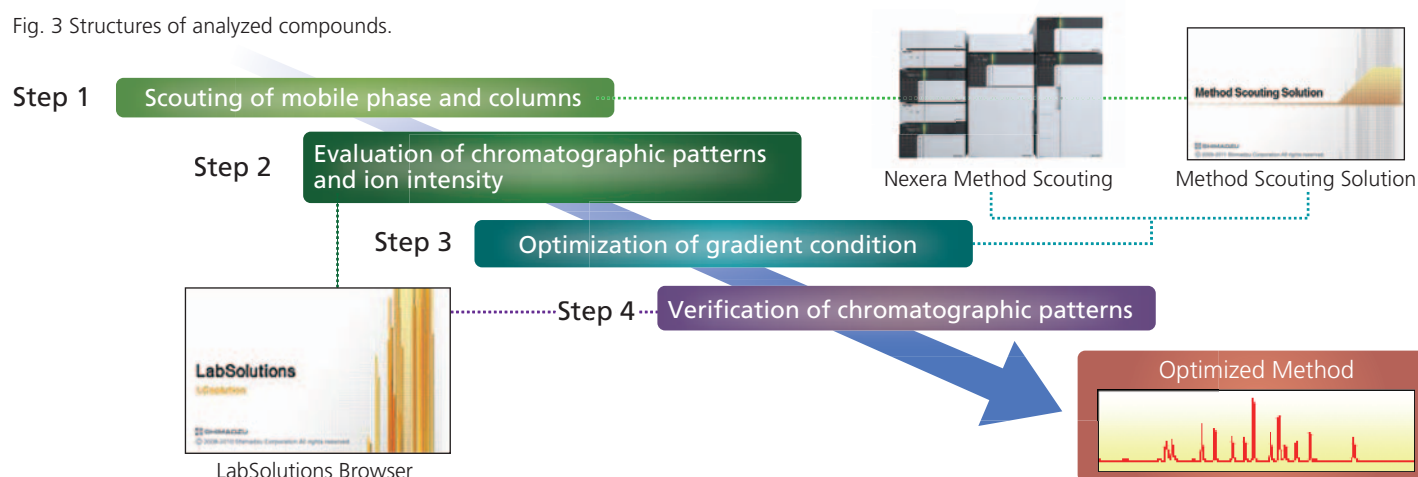 Fig. 3 Structures of analyzed compounds.
Step 1
Scouting of mobile phase and columns
Method Scouting Solution
SHIMADZU
Nexera Method Scouting
Method Scouting Solution
Step 2
Evaluation of chromatographic patterns
and ion intensity
Step 3
Optimization of gradient condition
Step 4
Verification of chromatographic patterns
LabSolutions
SHIMADZU
LabSolutions Browser
Optimized Method